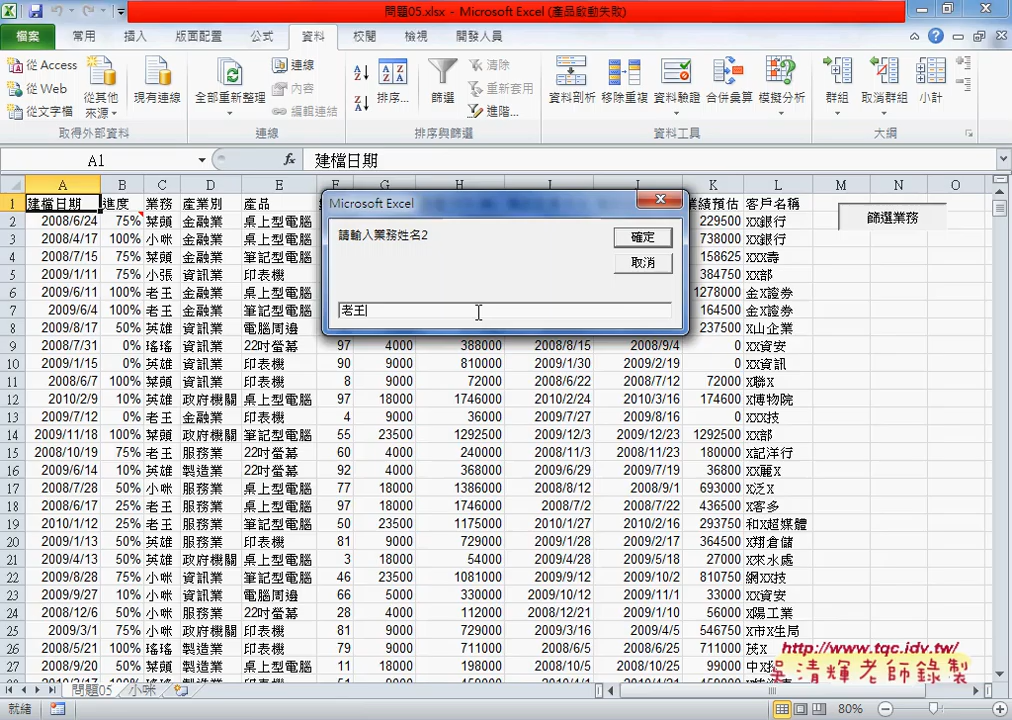 問題05.xlsx - Microsoft Excel (產品啟動失敗)
檔案 常用 插入 版面配置 公式 資料 校閱 檢視 開發人員
從 Access
從 Web
從文字檔
從其他來源
現有連線
全部重新整理
連線
內容
編輯連結
排序...
篩選
清除
重新套用
進階...
資料剖析 移除重複 資料驗證 合併彙算 模擬分析
群組 取消群組 小計
取得外部資料 連線 排序與篩選 資料工具 大綱
A1 fx 建檔日期
A B C D E F G H K L M N O
1 建檔日期 進度 業務 產業別 產品 業績預估 客戶名稱
篩選業務
Microsoft Excel
請輸入業務姓名2
確定
取消
老王
2 2008/6/24 75% 菜頭 金融業 桌上型電腦 229500 XX銀行
3 2008/4/17 100% 小咪 金融業 桌上型電腦 738000 XX銀行
4 2008/7/15 100% 菜頭 金融業 筆記型電腦 158625 XXX壽
5 2009/1/11 75% 小張 資訊業 印表機 384750 XX部
6 2009/6/11 100% 老王 金融業 桌上型電腦 1278000 金X證券
7 2009/6/4 100% 老王 金融業 筆記型電腦 164500 金X證券
8 2009/8/17 50% 英雄 資訊業 電腦周邊 237500 X山企業
9 2008/7/31 0% 瑤瑤 資訊業 22吋螢幕 97 4000 388000 2008/8/15 2008/9/4 0 XX資安
10 2009/1/15 0% 英雄 資訊業 印表機 90 9000 810000 2009/1/30 2009/2/19 0 XX資訊
11 2008/6/7 100% 菜頭 資訊業 印表機 8 9000 72000 2008/6/22 2008/7/12 72000 X聯X
12 2010/2/9 10% 英雄 政府機關 桌上型電腦 97 18000 1746000 2010/2/24 2010/3/16 174600 X博物院
13 2009/7/12 0% 老王 金融業 印表機 4 9000 36000 2009/7/27 2009/8/16 0 XXX技
14 2009/11/18 100% 菜頭 政府機關 筆記型電腦 55 23500 1292500 2009/12/3 2009/12/23 1292500 XX部
15 2008/10/19 75% 老王 服務業 22吋螢幕 60 4000 240000 2008/11/3 2008/11/23 180000 X記洋行
16 2009/6/14 10% 英雄 製造業 22吋螢幕 92 4000 368000 2009/6/29 2009/7/19 36800 XX麗X
17 2008/7/28 50% 小咪 服務業 桌上型電腦 77 18000 1386000 2008/8/12 2008/9/1 693000 X泛X
18 2008/6/17 25% 老王 服務業 桌上型電腦 97 18000 1746000 2008/7/2 2008/7/22 436500 X客多
19 2010/1/12 25% 老王 服務業 筆記型電腦 50 23500 1175000 2010/1/27 2010/2/16 293750 和X超媒體
20 2009/1/13 50% 英雄 服務業 印表機 81 9000 729000 2009/1/28 2009/2/17 364500 X翔倉儲
21 2009/4/13 50% 英雄 政府機關 桌上型電腦 3 18000 54000 2009/4/28 2009/5/18 27000 X來水處
22 2009/8/28 75% 小咪 資訊業 筆記型電腦 46 23500 1081000 2009/9/12 2009/10/2 810750 網XX技
23 2009/9/27 10% 小咪 資訊業 電腦周邊 66 5000 330000 2009/10/12 2009/11/1 33000 XX資安
24 2008/12/6 50% 小咪 服務業 22吋螢幕 28 4000 112000 2008/12/21 2009/1/10 56000 X陽工業
25 2009/3/1 75% 小咪 政府機關 印表機 81 9000 729000 2009/3/16 2009/4/5 546750 X市X生局
26 2008/5/21 100% 瑤瑤 製造業 印表機 79 9000 711000 2008/6/5 2008/6/25 711000
27 2008/9/20 50% 瑤瑤 製造業 桌上型電腦 11 18000 198000 2008/10/5 2008/10/25 99000
http://www.tqc.idv.tw/
吳清輝老師錄製
問題05 小咪
就緒 80%